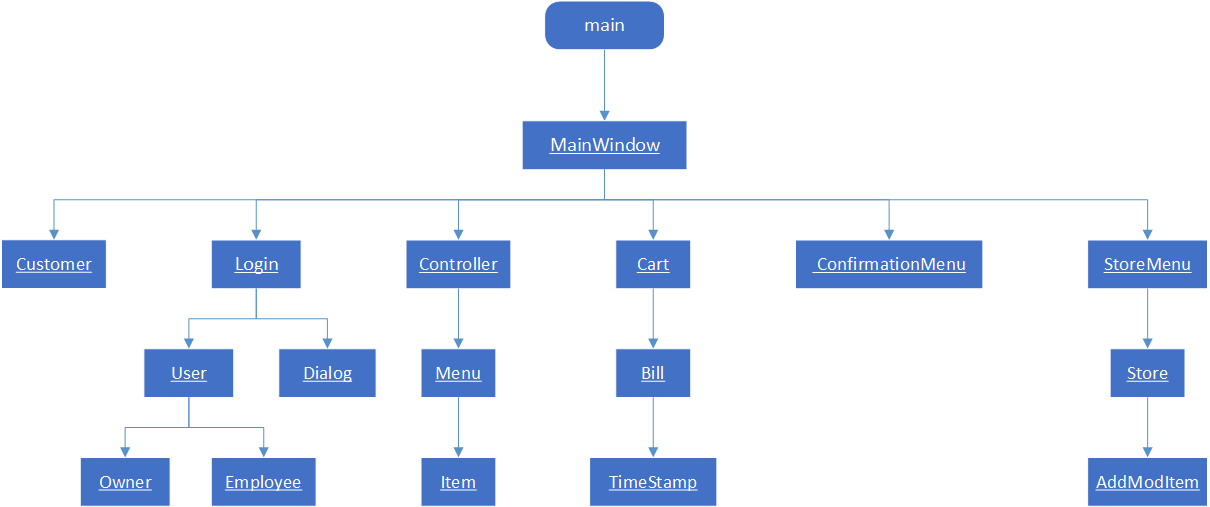 main
MainWindow
Customer
Login
Controller
Cart
ConfirmationMenu
StoreMenu
User
Dialog
Menu
Bill
Store
Owner
Employee
Item
TimeStamp
AddModItem